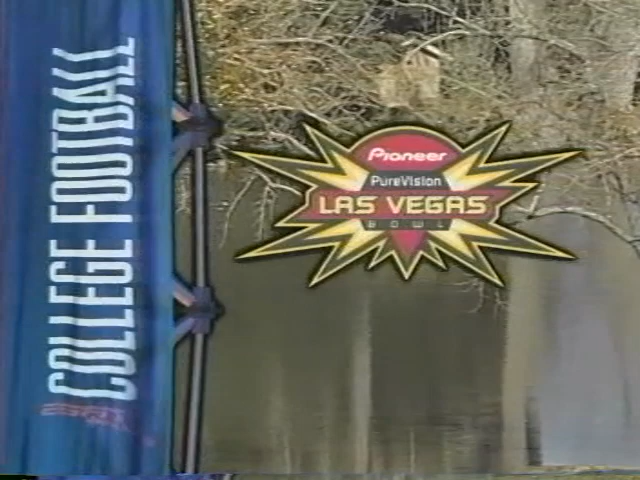 COLLEGE FOOTBALL
Pioneer
PureVision
LAS VEGAS
BOWL